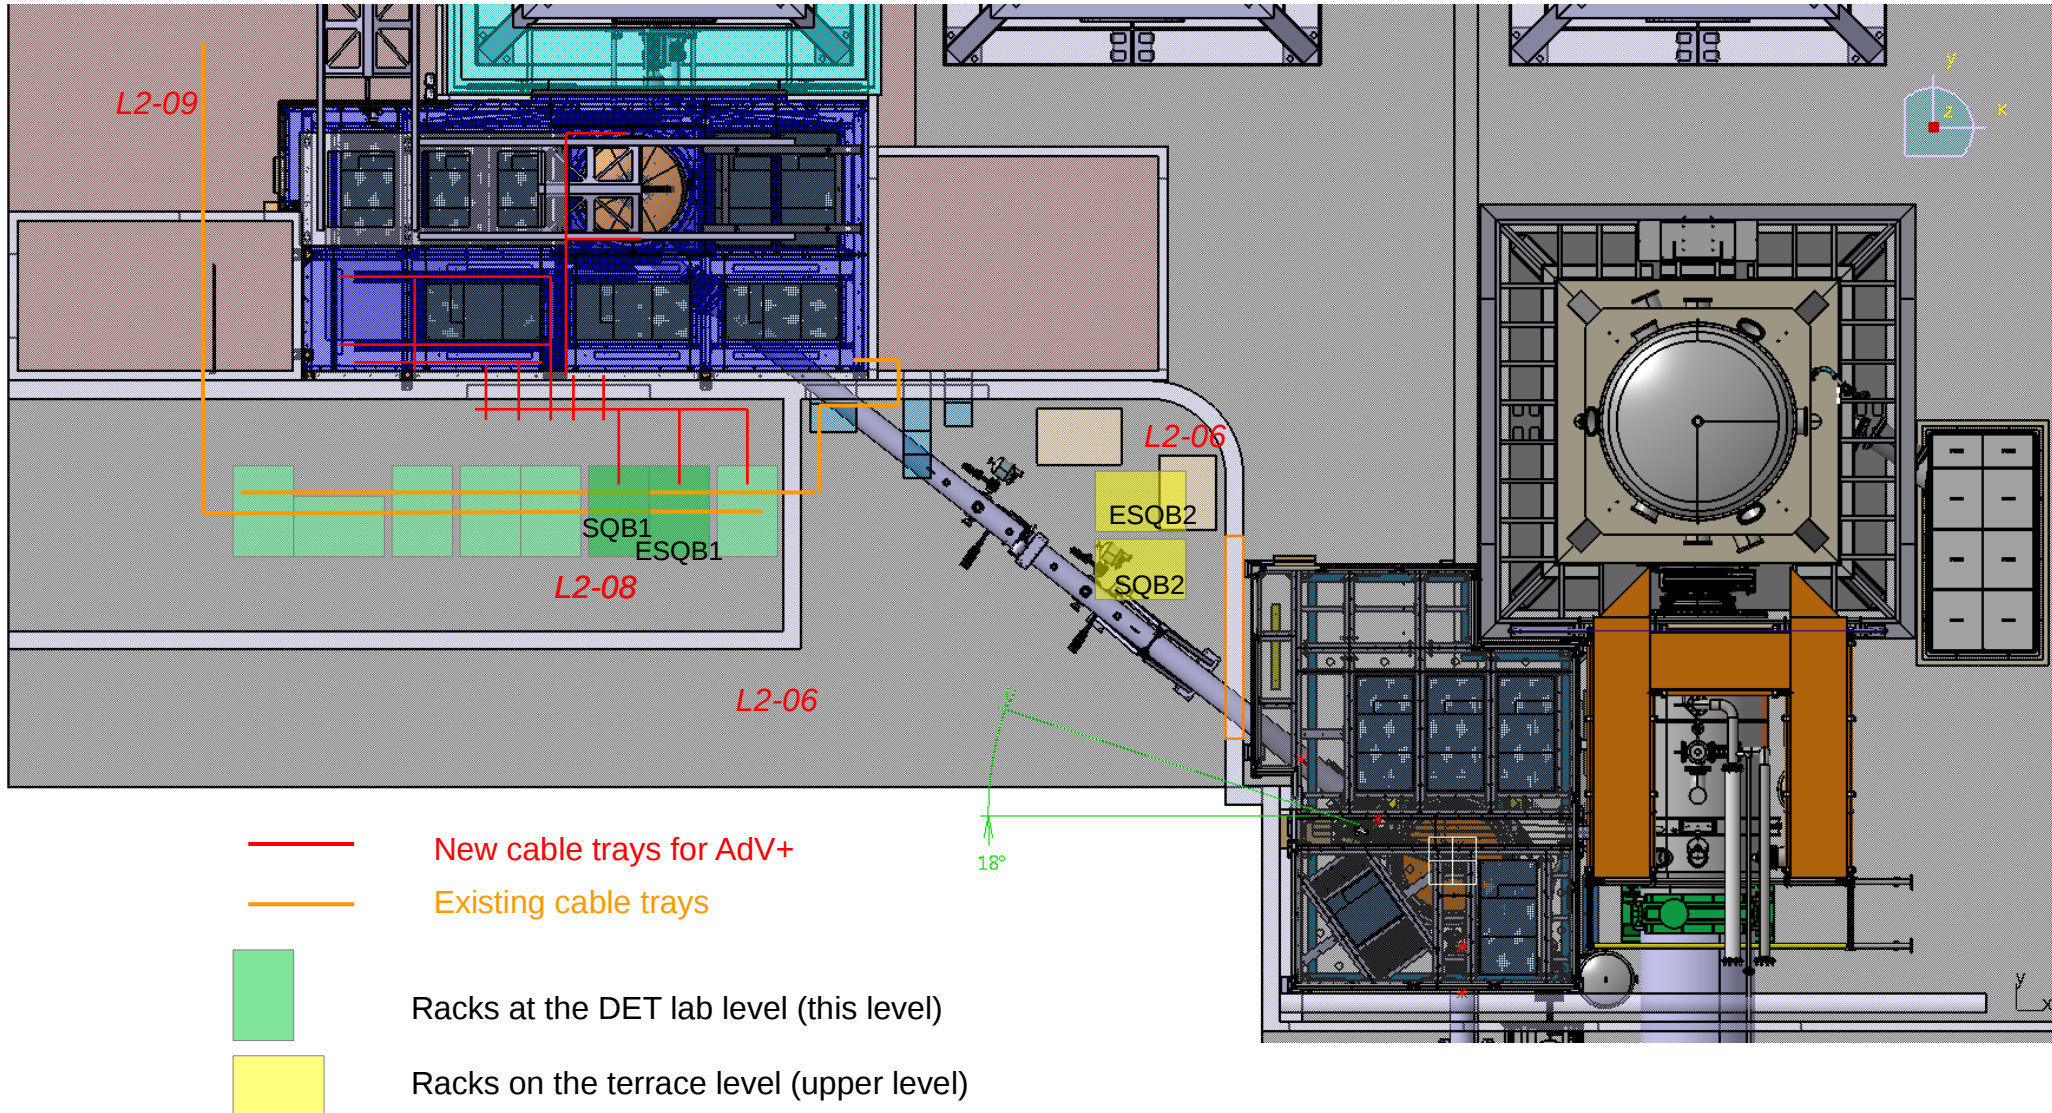 L2-09
y
x
z
L2-06
ESQB2
SQB1
ESQB1
SQB2
L2-08
L2-06
y
18°
New cable trays for AdV+
Existing cable trays
Racks at the DET lab level (this level)
Racks on the terrace level (upper level)
y
x